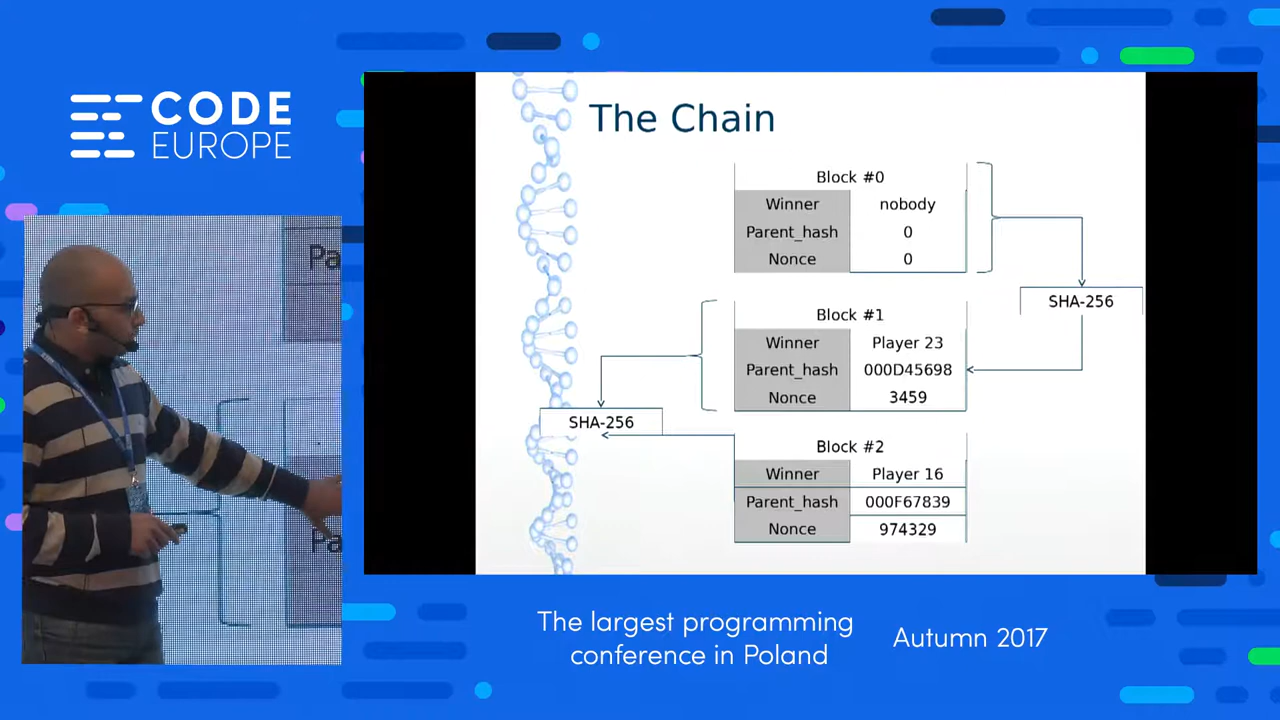 CODE
EUROPE
The Chain
Block #0
Winner nobody
Parent_hash 0
Nonce 0
SHA-256
Block #1
Winner Player 23
Parent_hash 000D45698
Nonce 3459
SHA-256
Block #2
Winner Player 16
Parent_hash 000F67839
Nonce 974329
Pa
Pa
The largest programming
conference in Poland
Autumn 2017